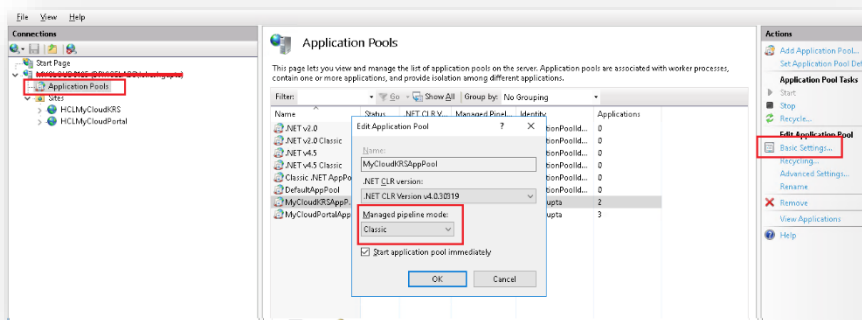 File View Help
Connections
Start Page
Application Pools
Sites
HCLMyCloudKRS
HCLMyCloudPortal
Application Pools
This page lets you view and manage the list of application pools on the server. Application pools are associated with worker processes,
contain one or more applications, and provide isolation among different applications.
Filter: Go Show All Group by: No Grouping
Name Status .NET CLR V... Managed Pipel... Identity Applications
.NET v2.0 tionPoolId... 0
.NET v2.0 Classic tionPoolId... 0
.NET v4.5 tionPoolId... 0
.NET v4.5 Classic tionPoolId... 0
Classic .NET AppPo tionPoolId... 0
DefaultAppPool tionPoolId... 0
MyCloudKRSAppP... upta 2
MyCloudPortalApp upta 3
Edit Application Pool ? X
Name:
MyCloudKRSAppPool
.NET CLR version:
.NET CLR Version v4.0.30319
Managed pipeline mode:
Classic
Start application pool immediately
OK Cancel
Actions
Add Application Pool...
Set Application Pool Def
Application Pool Tasks
Start
Stop
Recycle...
Edit Application Pool
Basic Settings...
Recycling...
Advanced Settings...
Rename
Remove
View Applications
Help